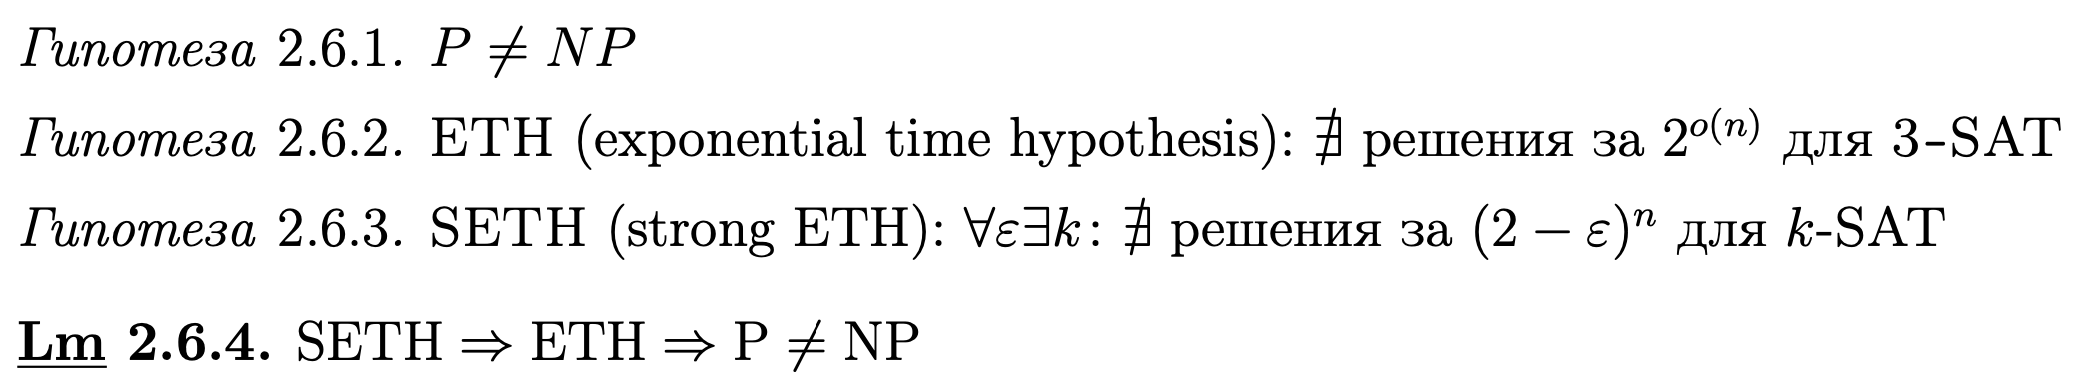 Гипотеза 2.6.1. P ≠ NP
Гипотеза 2.6.2. ETH (exponential time hypothesis): ∄ решения за 2^{o(n)} для 3-SAT
Гипотеза 2.6.3. SETH (strong ETH): ∀ε∃k: ∄ решения за (2 − ε)^n для k-SAT
Lm 2.6.4. SETH ⇒ ETH ⇒ P ≠ NP